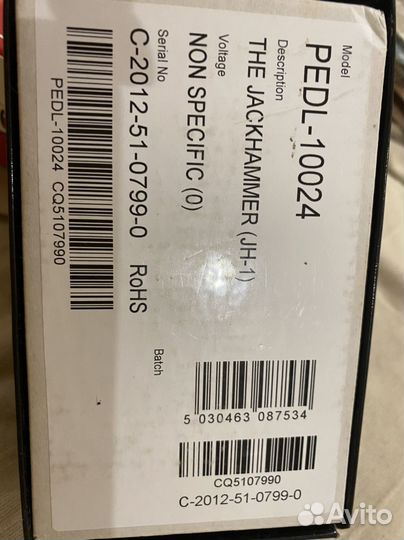 Model
PEDL-10024
Description
THE JACKHAMMER (JH-1)
Voltage
NON SPECIFIC (0)
Serial No
C-2012-51-0799-0 RoHS
Batch
PEDL-10024 CQ5107990
5 030463 087534
CQ5107990
C-2012-51-0799-0
Avito